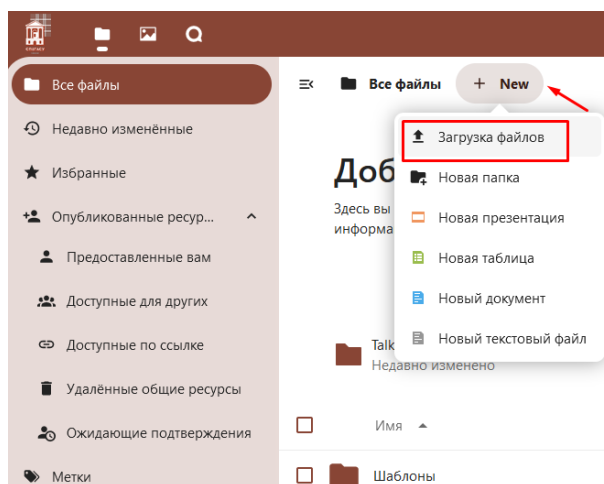 Все файлы
Недавно изменённые
Избранные
Опубликованные ресур...
Предоставленные вам
Доступные для других
Доступные по ссылке
Удалённые общие ресурсы
Ожидающие подтверждения
Метки
Все файлы
+ New
Загрузка файлов
Новая папка
Новая презентация
Новая таблица
Новый документ
Новый текстовый файл
Доб
Здесь вы
информа
Talk
Недавно изменено
Имя
Шаблоны